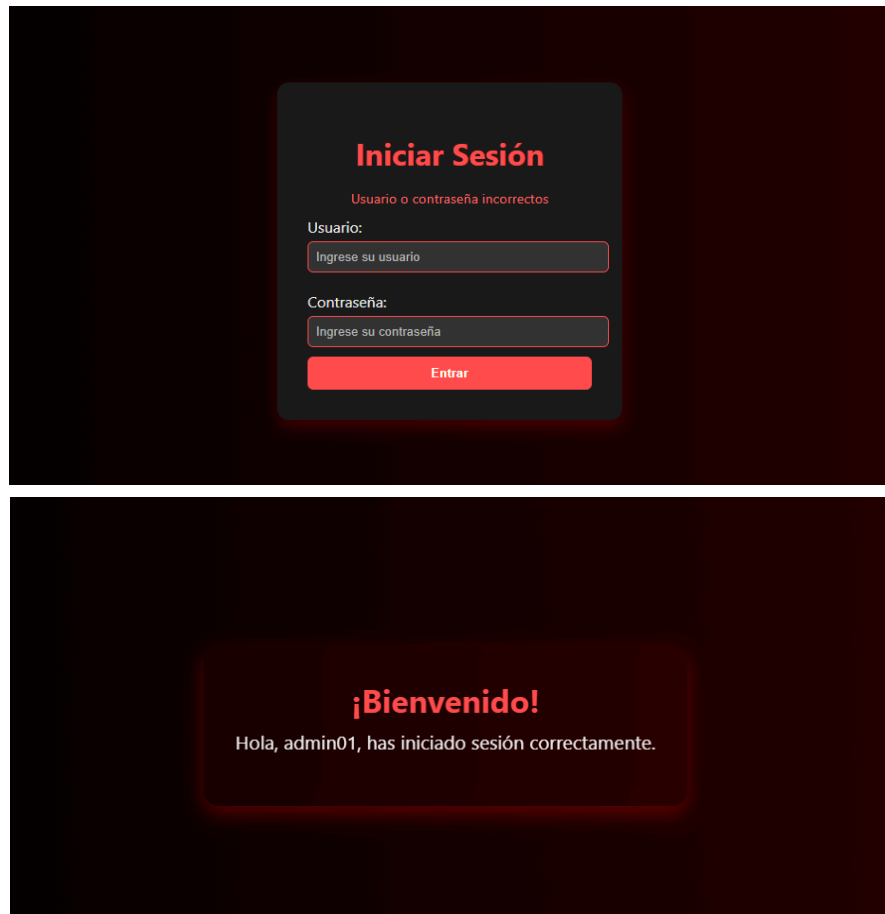 Iniciar Sesión
Usuario o contraseña incorrectos
Usuario:
Ingrese su usuario
Contraseña:
Ingrese su contraseña
Entrar
¡Bienvenido!
Hola, admin01, has iniciado sesión correctamente.